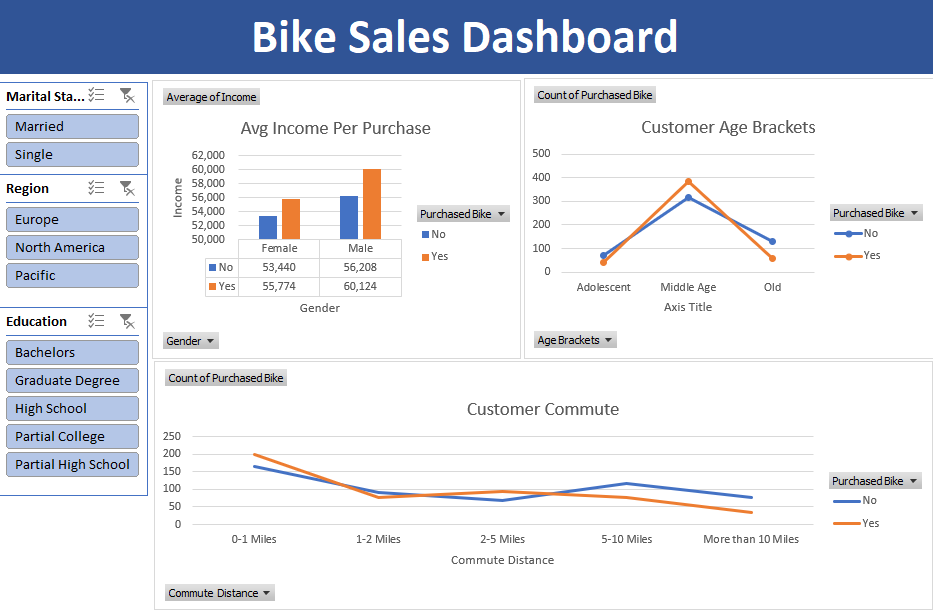 Bike Sales Dashboard
Marital Sta...
Married
Single
Region
Europe
North America
Pacific
Education
Bachelors
Graduate Degree
High School
Partial College
Partial High School
Average of Income
Avg Income Per Purchase
62,000
60,000
58,000
56,000
54,000
52,000
50,000
Income
Female Male
No 53,440 56,208
Yes 55,774 60,124
Gender
Purchased Bike
No
Yes
Gender
Count of Purchased Bike
Customer Age Brackets
500
400
300
200
100
0
Adolescent Middle Age Old
Axis Title
Purchased Bike
No
Yes
Age Brackets
Count of Purchased Bike
Customer Commute
250
200
150
100
50
0
0-1 Miles 1-2 Miles 2-5 Miles 5-10 Miles More than 10 Miles
Commute Distance
Purchased Bike
No
Yes
Commute Distance